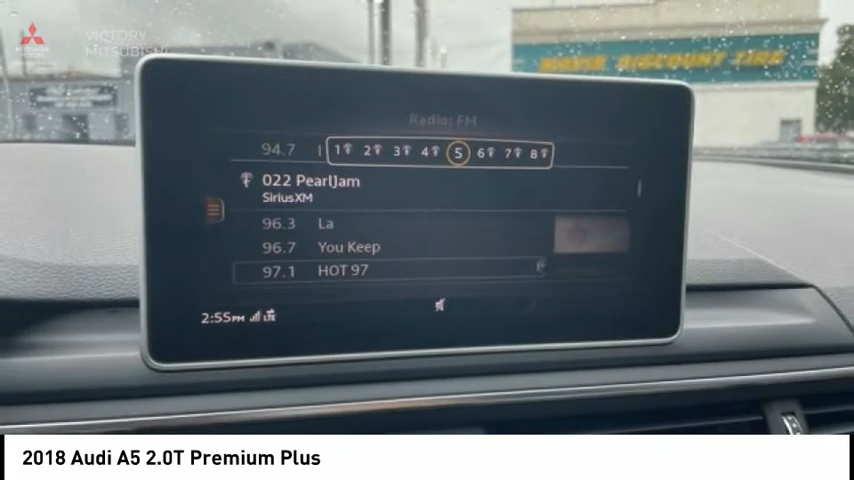 VICTORY
MITSUBISHI
DISCOUNT TIRE
Radio: FM
94.7 1 2 3 4 5 6 7 8
022 PearlJam
SiriusXM
96.3 La
96.7 You Keep
97.1 HOT 97
2:55PM LTE
2018 Audi A5 2.0T Premium Plus